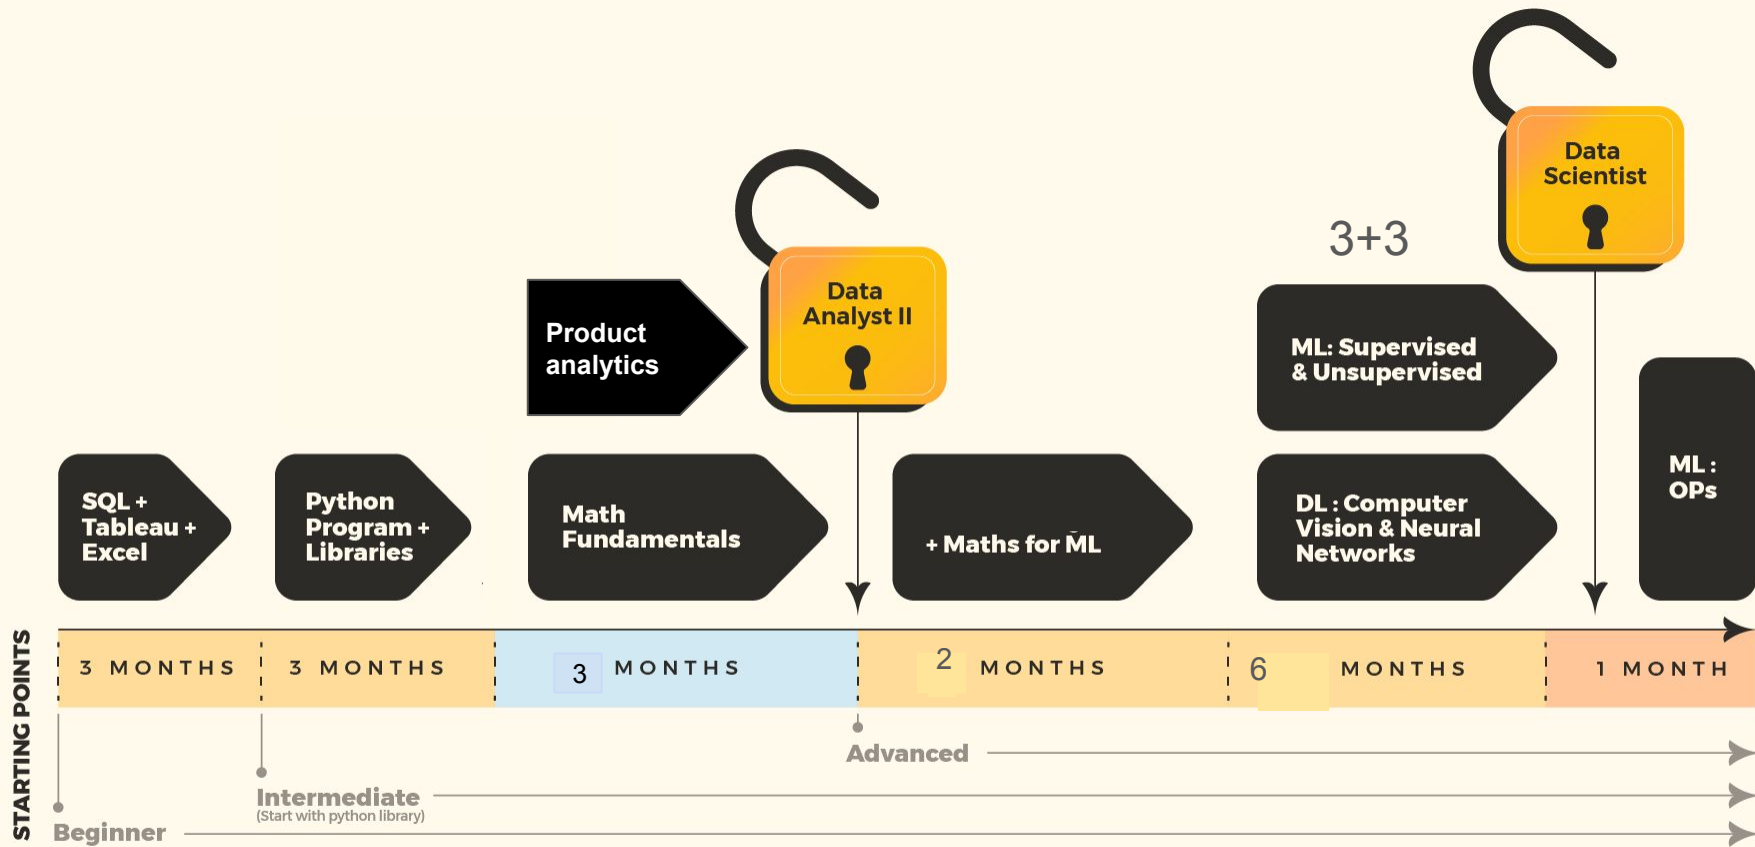 Data
Scientist
3+3
Data
Analyst II
Product
analytics
ML: Supervised
& Unsupervised
SQL +
Tableau +
Excel
Python
Program +
Libraries
Math
Fundamentals
+ Maths for ML
DL : Computer
Vision & Neural
Networks
ML :
OPs
STARTING POINTS
3 MONTHS
3 MONTHS
3 MONTHS
2 MONTHS
6 MONTHS
1 MONTH
Advanced
Intermediate
(Start with python library)
Beginner